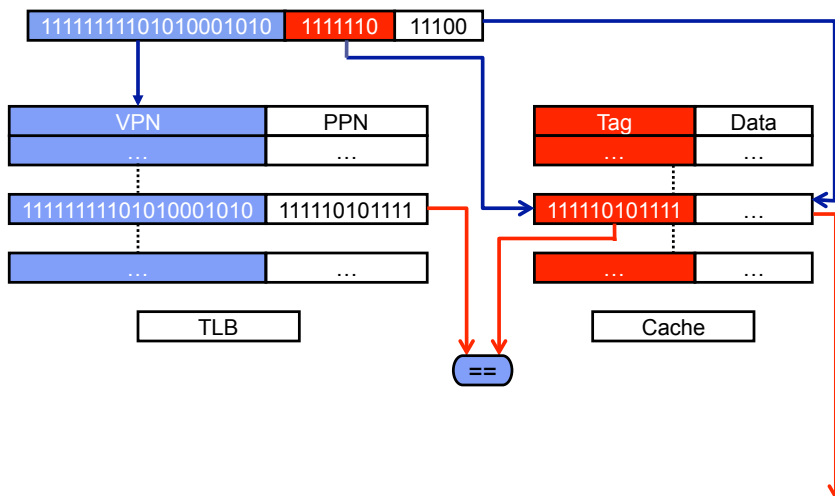 11111111101010001010 1111110 11100
VPN PPN Tag Data
... ... ... ...
11111111101010001010 111110101111 111110101111 ...
... ... ... ...
TLB Cache
==